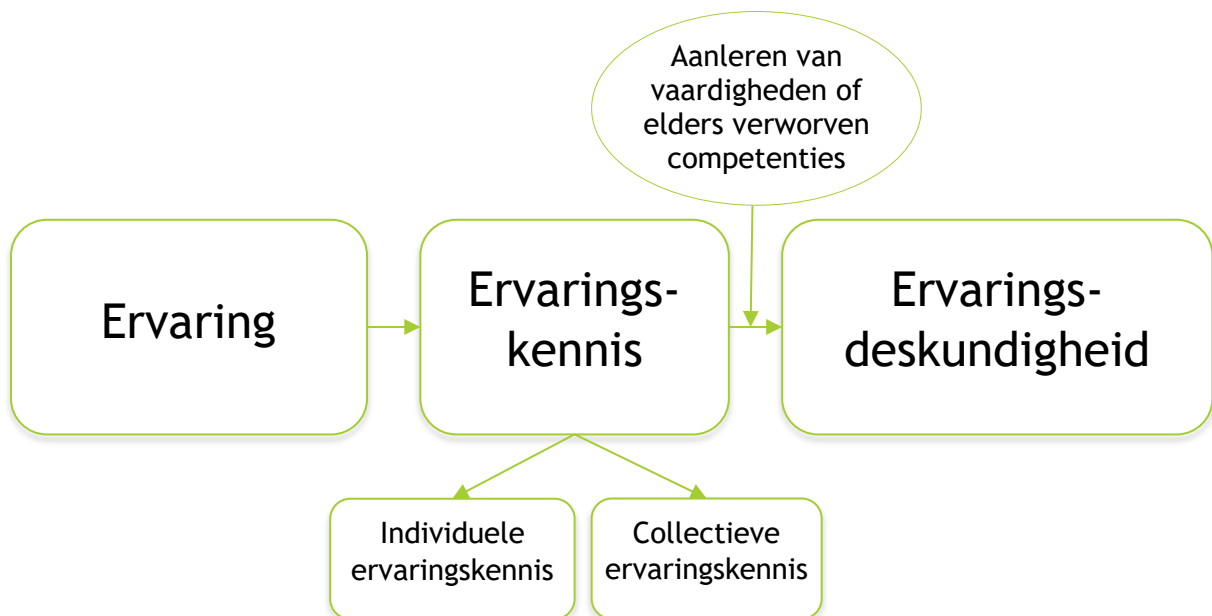 Aanleren van
vaardigheden of
elders verworven
competenties
Ervaring
Ervarings-
kennis
Ervarings-
deskundigheid
Individuele
ervaringskennis
Collectieve
ervaringskennis